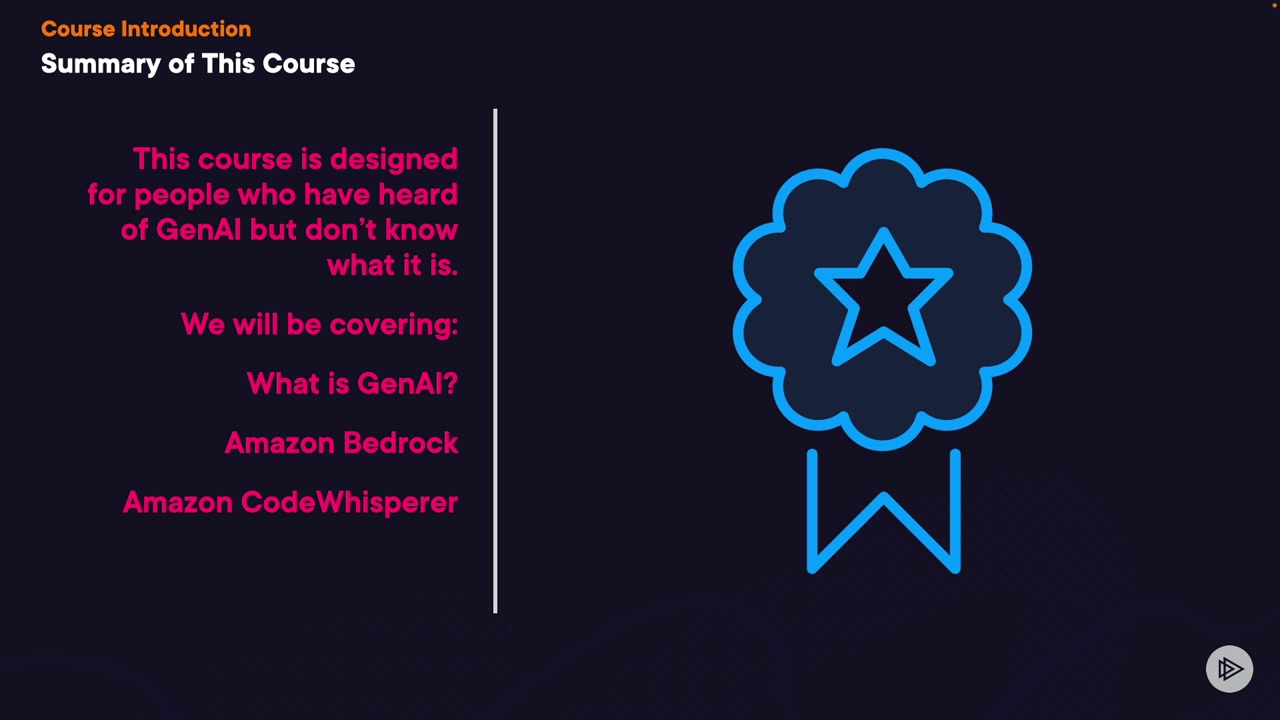 Course Introduction
Summary of This Course
This course is designed
for people who have heard
of GenAI but don’t know
what it is.
We will be covering:
What is GenAI?
Amazon Bedrock
Amazon CodeWhisperer